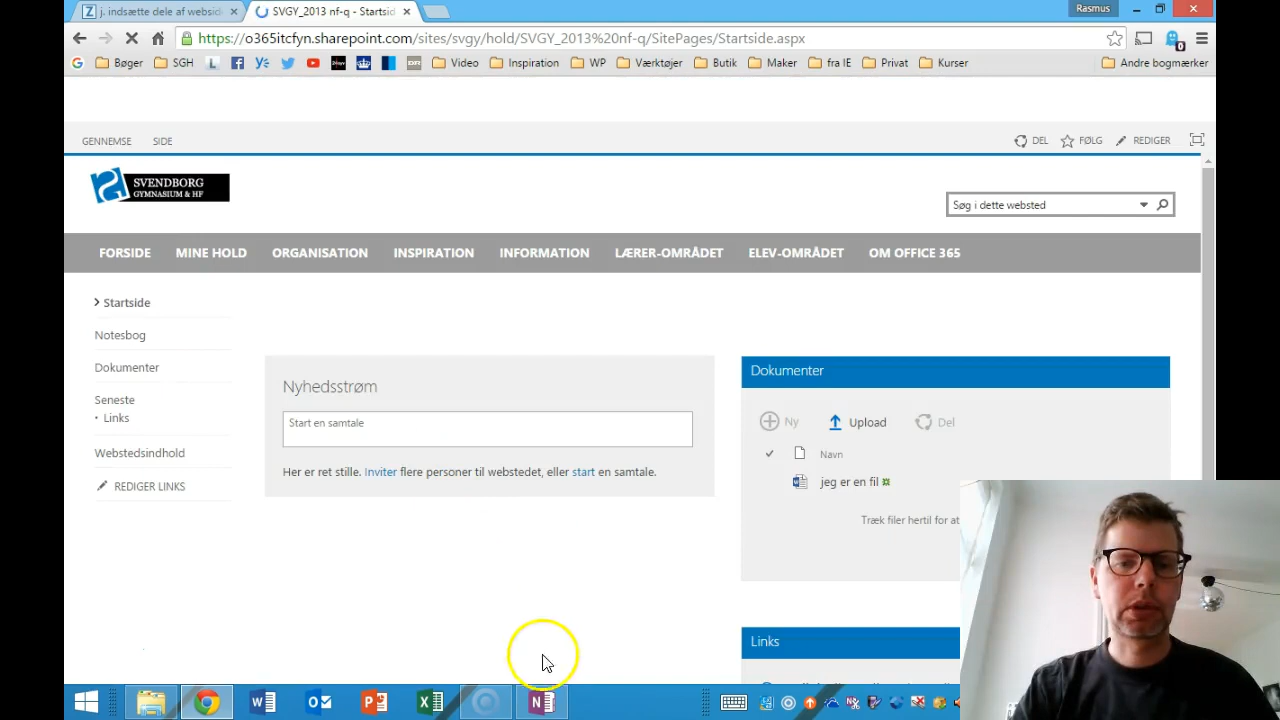 j. indsætte dele af webside
SVGY_2013 nf-q - Startsid
Rasmus
https://o365itcfyn.sharepoint.com/sites/svgy/hold/SVGY_2013%20nf-q/SitePages/Startside.aspx
Bøger
SGH
Video
Inspiration
WP
Værktøjer
Butik
Maker
fra IE
Privat
Kurser
Andre bogmærker
GENNEMSE
SIDE
DEL
FØLG
REDIGER
SVENDBORG
GYMNASIUM & HF
Søg i dette websted
FORSIDE
MINE HOLD
ORGANISATION
INSPIRATION
INFORMATION
LÆRER-OMRÅDET
ELEV-OMRÅDET
OM OFFICE 365
Startside
Notesbog
Dokumenter
Seneste
Links
Webstedsindhold
REDIGER LINKS
Nyhedsstrøm
Start en samtale
Her er ret stille. Inviter flere personer til webstedet, eller start en samtale.
Dokumenter
Ny
Upload
Del
Navn
jeg er en fil
Træk filer hertil for at
Links